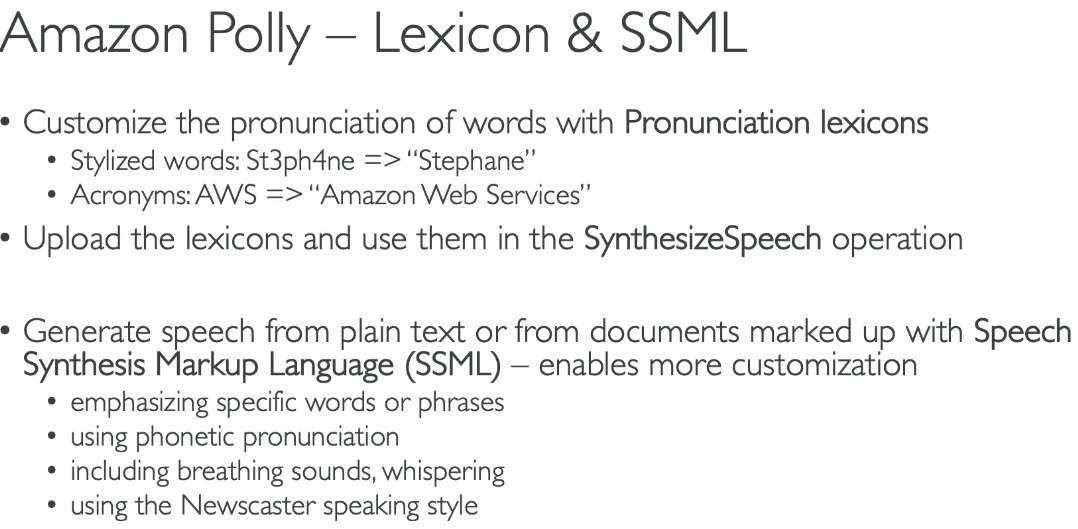 Amazon Polly – Lexicon & SSML
• Customize the pronunciation of words with Pronunciation lexicons
• Stylized words: St3ph4ne => “Stephane”
• Acronyms: AWS => “Amazon Web Services”
• Upload the lexicons and use them in the SynthesizeSpeech operation
• Generate speech from plain text or from documents marked up with Speech
Synthesis Markup Language (SSML) – enables more customization
• emphasizing specific words or phrases
• using phonetic pronunciation
• including breathing sounds, whispering
• using the Newscaster speaking style